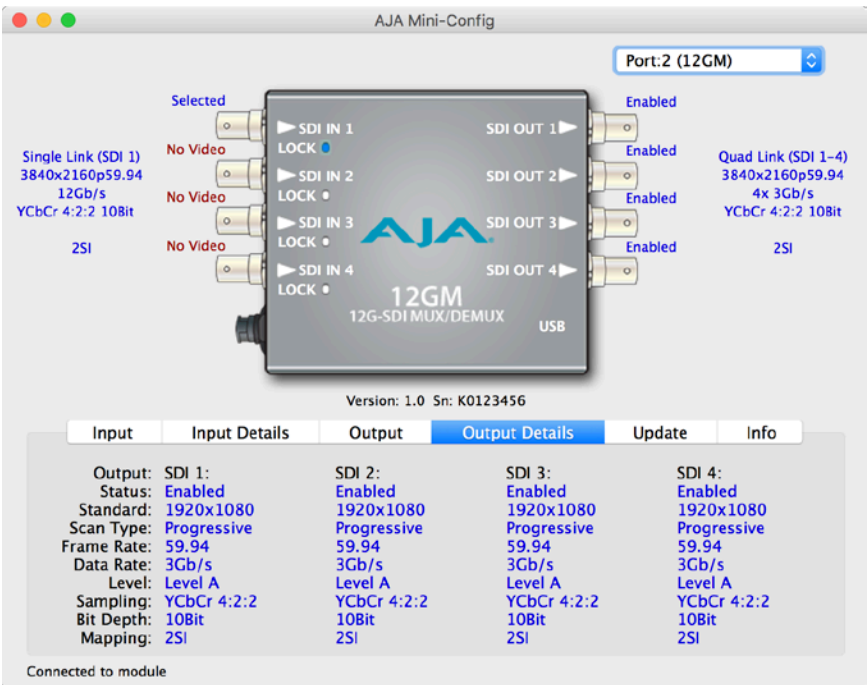 AJA Mini-Config
Port:2 (12GM)
Selected
Enabled
SDI IN 1
SDI OUT 1
LOCK
Single Link (SDI 1)
3840x2160p59.94
12Gb/s
YCbCr 4:2:2 10Bit
2SI
No Video
Enabled
SDI IN 2
SDI OUT 2
LOCK
No Video
Enabled
SDI IN 3
SDI OUT 3
LOCK
No Video
Enabled
SDI IN 4
SDI OUT 4
LOCK
Quad Link (SDI 1-4)
3840x2160p59.94
4x 3Gb/s
YCbCr 4:2:2 10Bit
2SI
AJA
12GM
12G-SDI MUX/DEMUX
USB
Version: 1.0 Sn: K0123456
Input Input Details Output Output Details Update Info
Output: SDI 1: SDI 2: SDI 3: SDI 4:
Status: Enabled Enabled Enabled Enabled
Standard: 1920x1080 1920x1080 1920x1080 1920x1080
Scan Type: Progressive Progressive Progressive Progressive
Frame Rate: 59.94 59.94 59.94 59.94
Data Rate: 3Gb/s 3Gb/s 3Gb/s 3Gb/s
Level: Level A Level A Level A Level A
Sampling: YCbCr 4:2:2 YCbCr 4:2:2 YCbCr 4:2:2 YCbCr 4:2:2
Bit Depth: 10Bit 10Bit 10Bit 10Bit
Mapping: 2SI 2SI 2SI 2SI
Connected to module